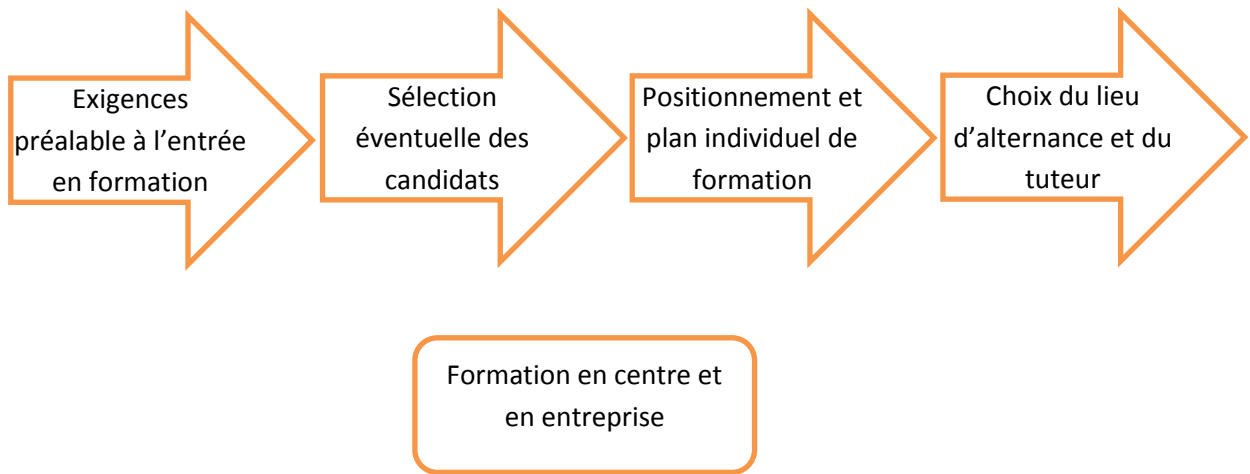 Exigences
préalable à l’entrée
en formation
Sélection
éventuelle des
candidats
Positionnement et
plan individuel de
formation
Choix du lieu
d’alternance et du
tuteur
Formation en centre et
en entreprise